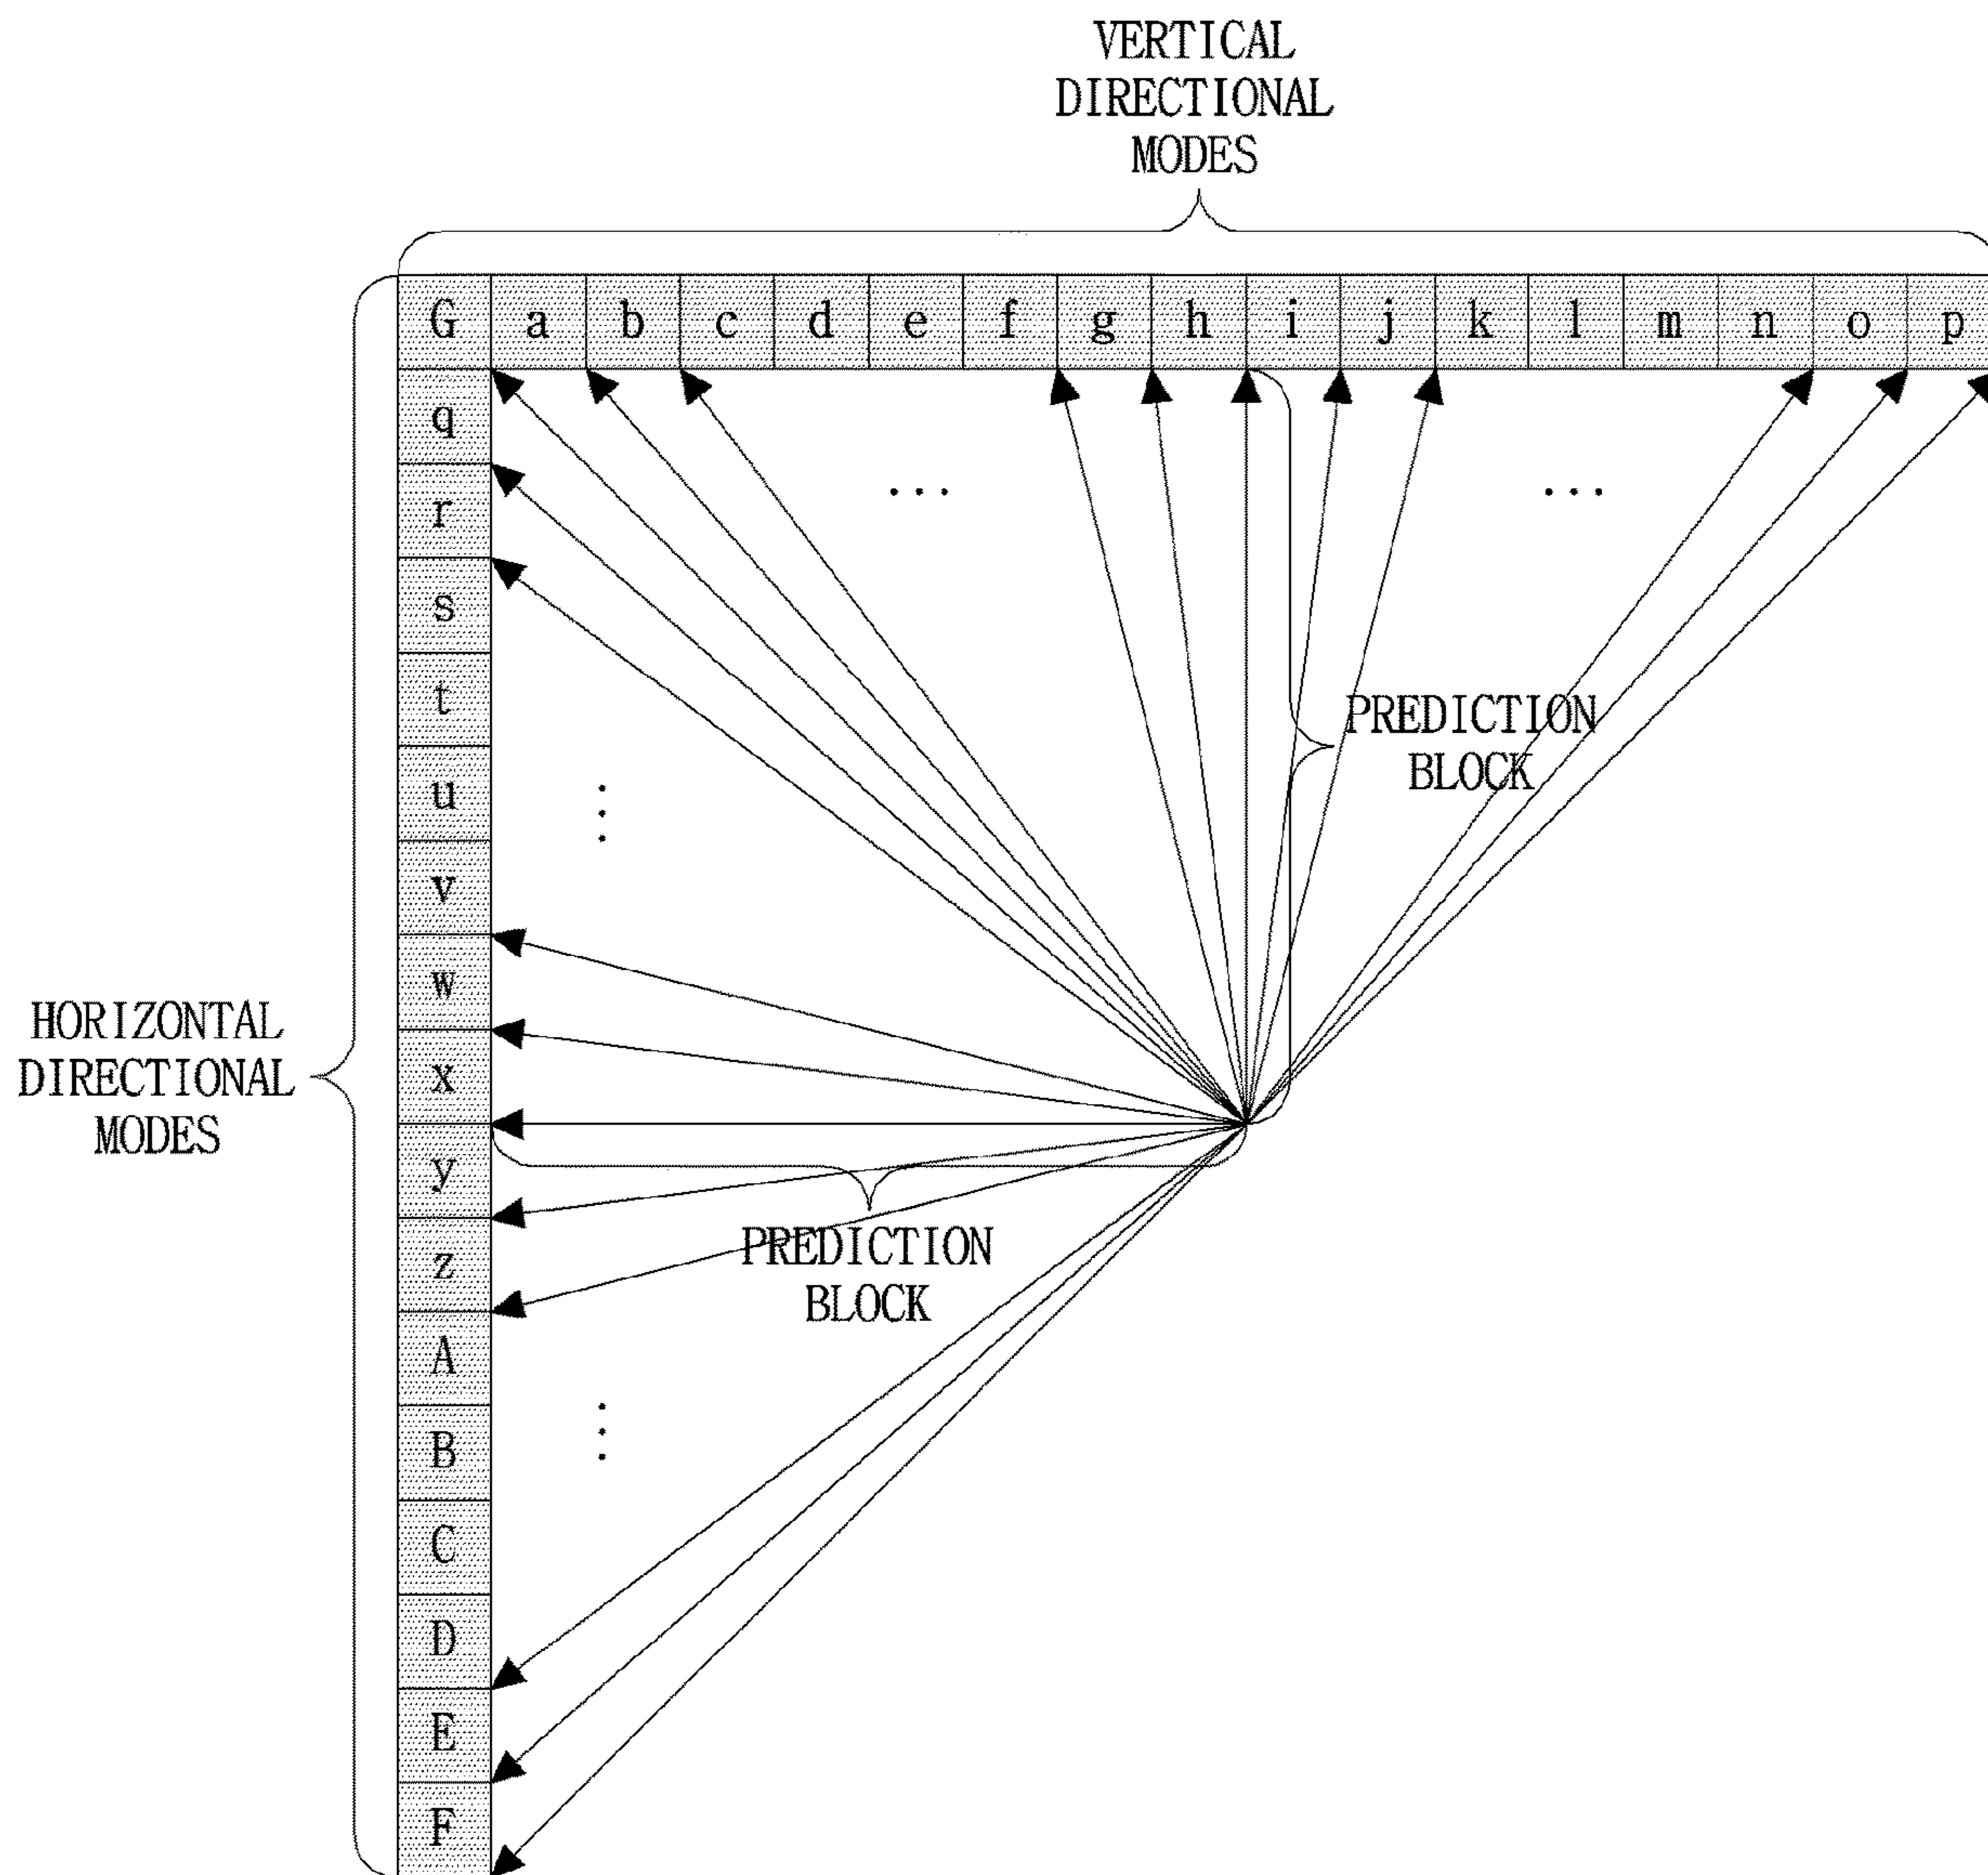 VERTICAL
DIRECTIONAL
MODES
G a b c d e f g h i j k l m n o p
q
r
s
t
u
v
w
x
y
z
A
B
C
D
E
F
...
...
PREDICTION
BLOCK
HORIZONTAL
DIRECTIONAL
MODES
PREDICTION
BLOCK